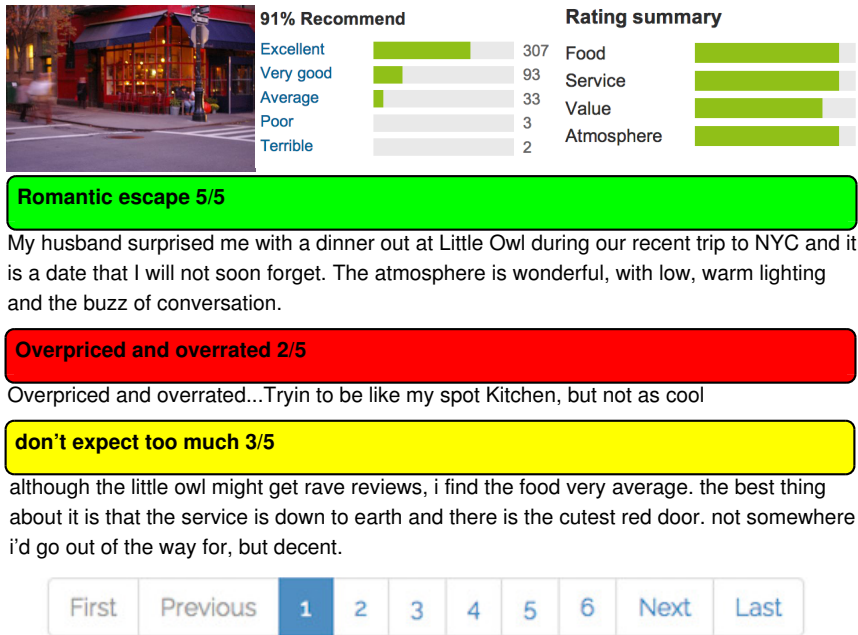 91% Recommend
Excellent 307
Very good 93
Average 33
Poor 3
Terrible 2
Rating summary
Food
Service
Value
Atmosphere
Romantic escape 5/5
My husband surprised me with a dinner out at Little Owl during our recent trip to NYC and it
is a date that I will not soon forget. The atmosphere is wonderful, with low, warm lighting
and the buzz of conversation.
Overpriced and overrated 2/5
Overpriced and overrated...Tryin to be like my spot Kitchen, but not as cool
don't expect too much 3/5
although the little owl might get rave reviews, i find the food very average. the best thing
about it is that the service is down to earth and there is the cutest red door. not somewhere
i'd go out of the way for, but decent.
First Previous 1 2 3 4 5 6 Next Last